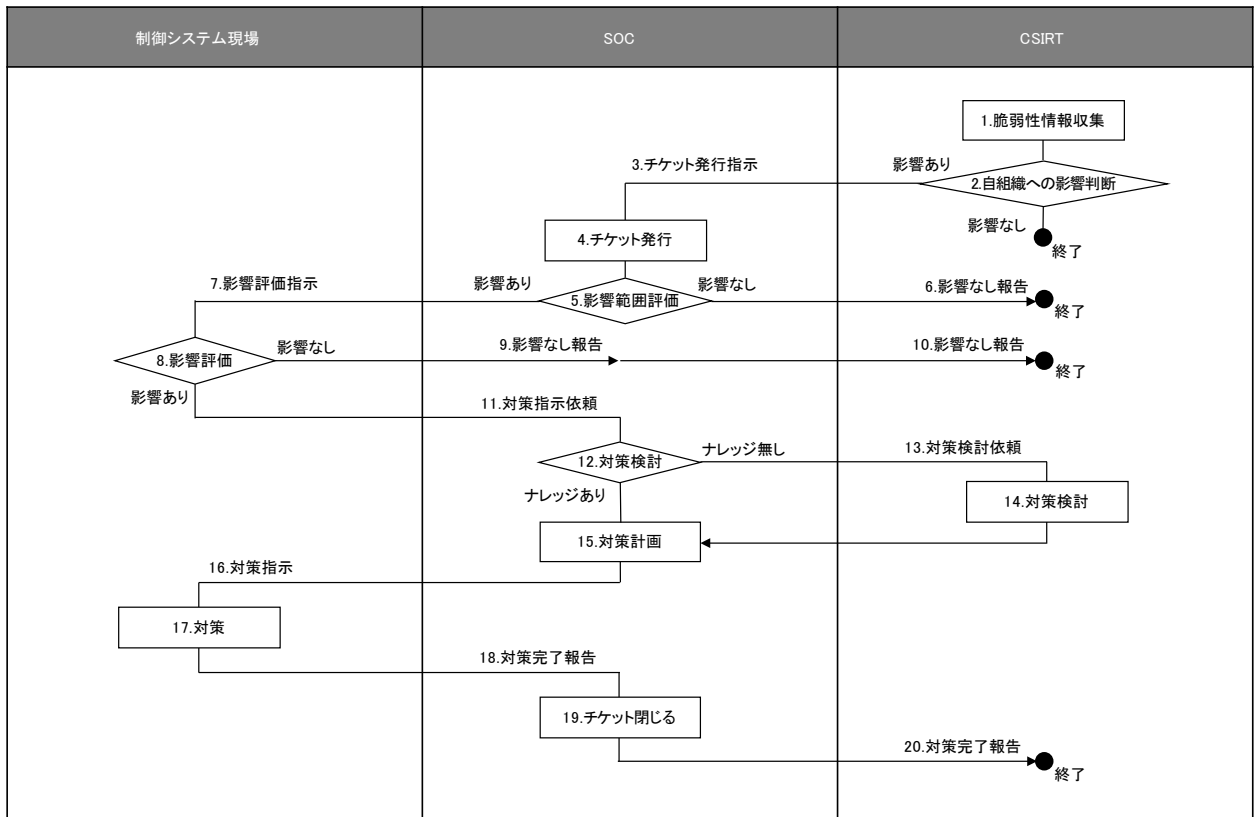 制御システム現場
SOC
CSIRT
1.脆弱性情報収集
3.チケット発行指示
影響あり
2.自組織への影響判断
影響なし
終了
4.チケット発行
7.影響評価指示
影響あり
5.影響範囲評価
影響なし
6.影響なし報告
終了
8.影響評価
影響なし
9.影響なし報告
10.影響なし報告
終了
影響あり
11.対策指示依頼
12.対策検討
ナレッジ無し
13.対策検討依頼
ナレッジあり
14.対策検討
15.対策計画
16.対策指示
17.対策
18.対策完了報告
19.チケット閉じる
20.対策完了報告
終了